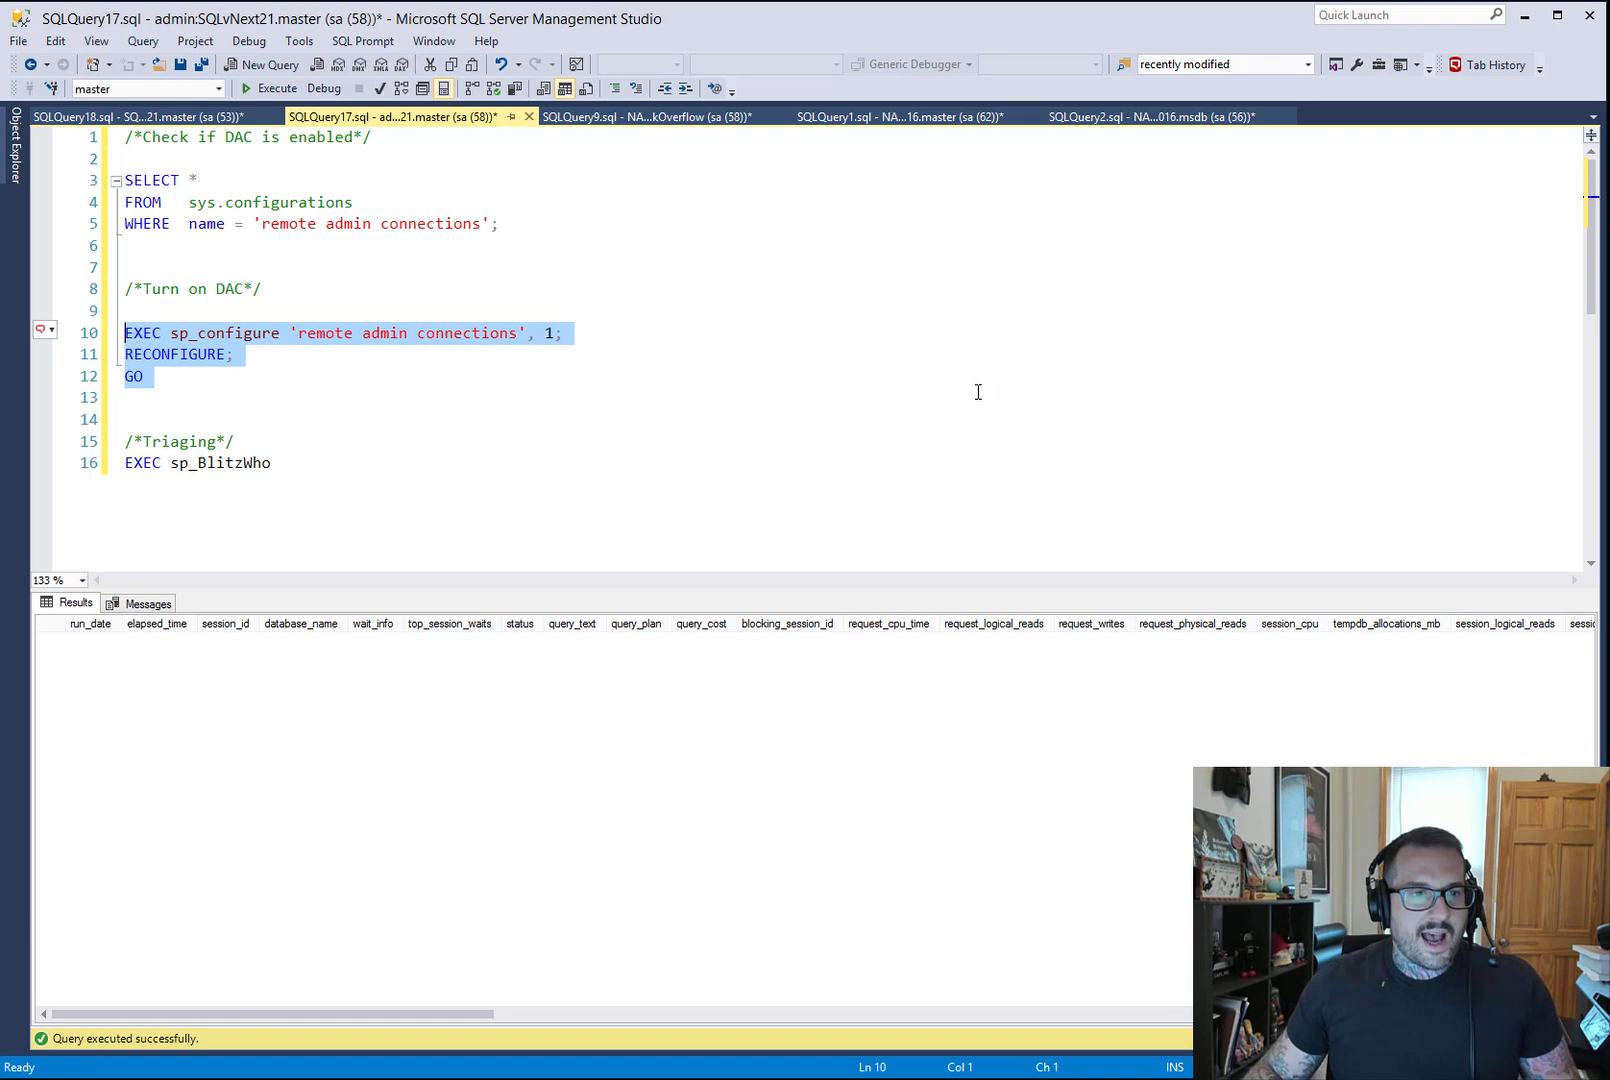 SQLQuery17.sql - admin:SQLvNext21.master (sa (58))* - Microsoft SQL Server Management Studio
Quick Launch
File Edit View Query Project Debug Tools SQL Prompt Window Help
New Query
Generic Debugger
recently modified
Tab History
master
Execute Debug
Object Explorer
SQLQuery18.sql - SQ...21.master (sa (53))* SQLQuery17.sql - ad...21.master (sa (58))* SQLQuery9.sql - NA...kOverflow (sa (58))* SQLQuery1.sql - NA...16.master (sa (62))* SQLQuery2.sql - NA...016.msdb (sa (56))*
1 /*Check if DAC is enabled*/
2
3 SELECT *
4 FROM sys.configurations
5 WHERE name = 'remote admin connections';
6
7
8 /*Turn on DAC*/
9
10 EXEC sp_configure 'remote admin connections', 1;
11 RECONFIGURE;
12 GO
13
14
15 /*Triaging*/
16 EXEC sp_BlitzWho
133 %
Results Messages
run_date elapsed_time session_id database_name wait_info top_session_waits status query_text query_plan query_cost blocking_session_id request_cpu_time request_logical_reads request_writes request_physical_reads session_cpu tempdb_allocations_mb session_logical_reads sessi
Query executed successfully.
Ready Ln 10 Col 1 Ch 1 INS